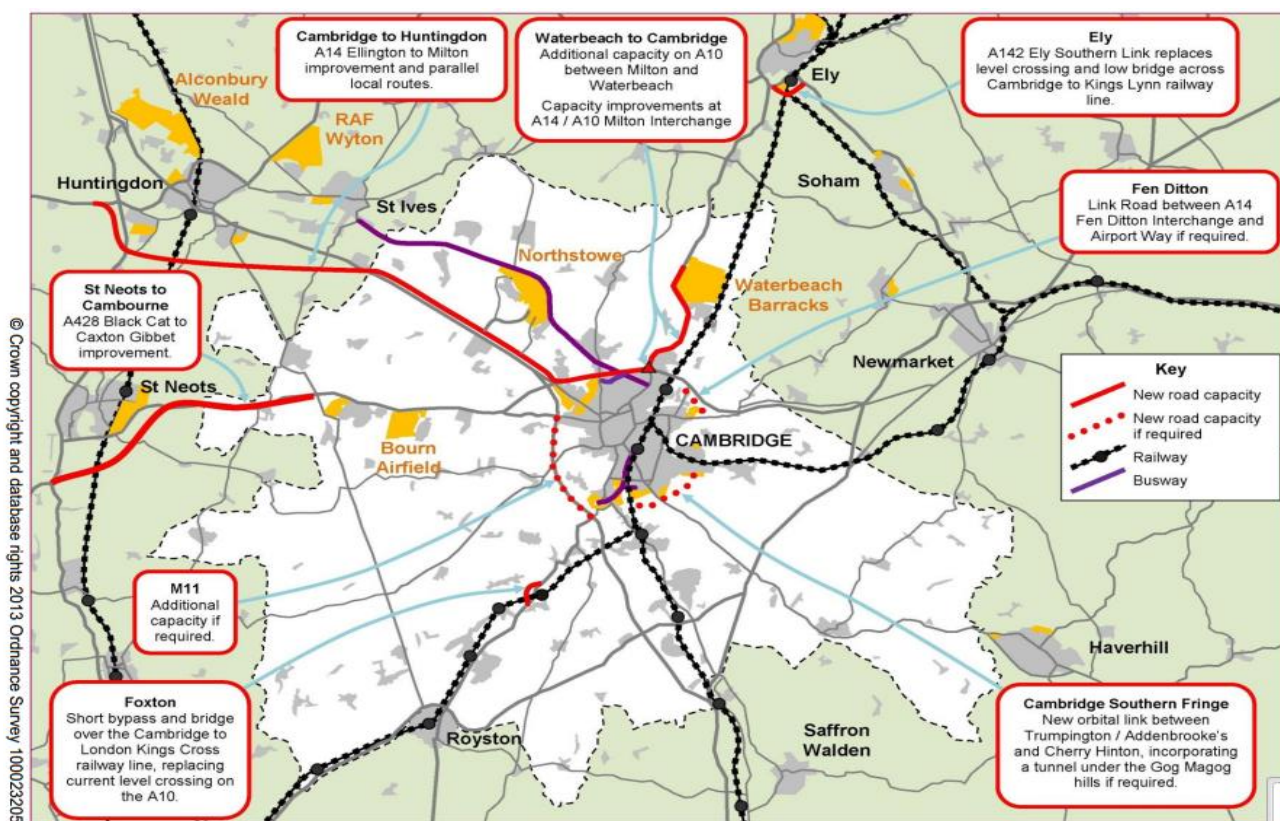 Cambridge to Huntingdon
A14 Ellington to Milton
improvement and parallel
local routes.
Waterbeach to Cambridge
Additional capacity on A10
between Milton and
Waterbeach
Capacity improvements at
A14 / A10 Milton Interchange
Ely
A142 Ely Southern Link replaces
level crossing and low bridge across
Cambridge to Kings Lynn railway
line.
Alconbury
Weald
RAF
Wyton
Ely
Huntingdon
St Ives
Soham
Fen Ditton
Link Road between A14
Fen Ditton Interchange and
Airport Way if required.
Northstowe
Waterbeach
Barracks
St Neots to
Cambourne
A428 Black Cat to
Caxton Gibbet
improvement.
Newmarket
St Neots
Key
New road capacity
New road capacity
if required
Railway
Busway
Bourn
Airfield
CAMBRIDGE
M11
Additional
capacity if
required.
Haverhill
Foxton
Short bypass and bridge
over the Cambridge to
London Kings Cross
railway line, replacing
current level crossing on
the A10.
Royston
Saffron
Walden
Cambridge Southern Fringe
New orbital link between
Trumpington / Addenbrooke's
and Cherry Hinton, incorporating
a tunnel under the Gog Magog
hills if required.
© Crown copyright and database rights 2013 Ordnance Survey 100023205